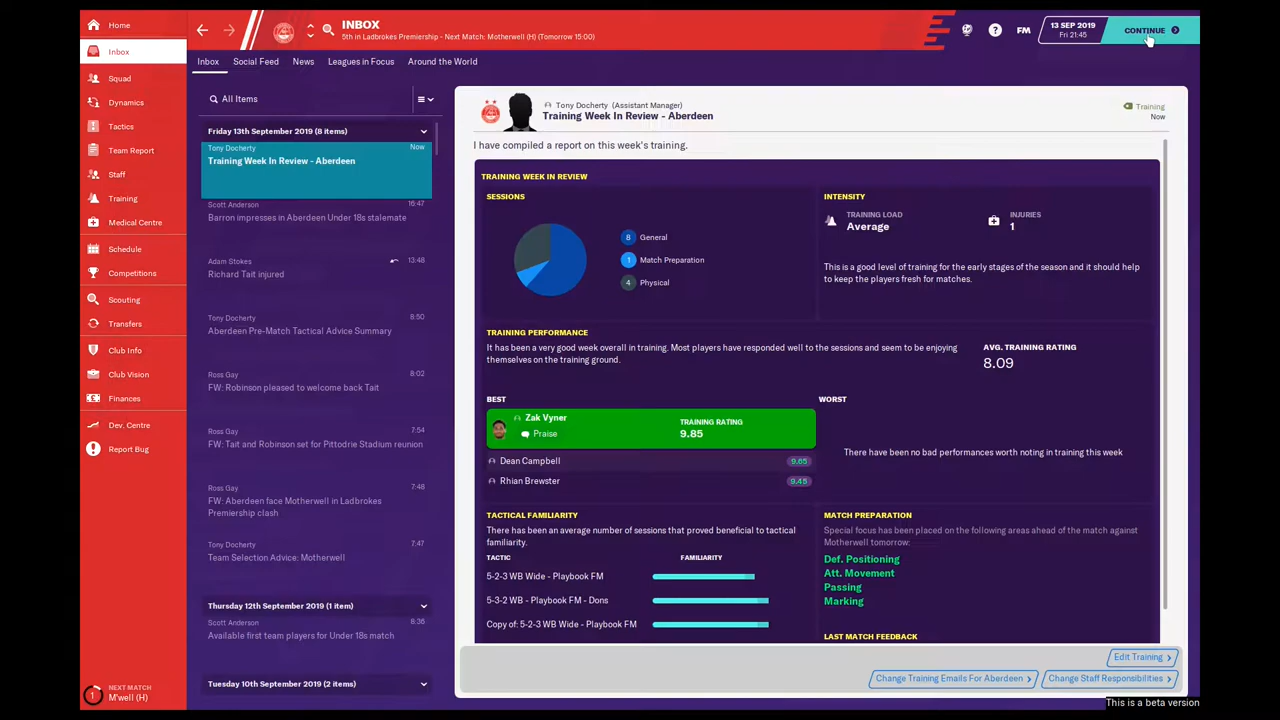 Home
Inbox
Squad
Dynamics
Tactics
Team Report
Staff
Training
Medical Centre
Schedule
Competitions
Scouting
Transfers
Club Info
Club Vision
Finances
Dev. Centre
Report Bug
1
NEXT MATCH
M'well (H)
INBOX
5th in Ladbrokes Premiership - Next Match: Motherwell (H) (Tomorrow 15:00)
?
FM
13 SEP 2019
Fri 21:45
CONTINUE
Inbox Social Feed News Leagues in Focus Around the World
All Items
Friday 13th September 2019 (8 items)
Tony Docherty Now
Training Week In Review - Aberdeen
Scott Anderson 16:47
Barron impresses in Aberdeen Under 18s stalemate
Adam Stokes 13:48
Richard Tait injured
Tony Docherty 8:50
Aberdeen Pre-Match Tactical Advice Summary
Ross Gay 8:02
FW: Robinson pleased to welcome back Tait
Ross Gay 7:54
FW: Tait and Robinson set for Pittodrie Stadium reunion
Ross Gay 7:48
FW: Aberdeen face Motherwell in Ladbrokes
Premiership clash
Tony Docherty 7:47
Team Selection Advice: Motherwell
Thursday 12th September 2019 (1 item)
Scott Anderson 8:36
Available first team players for Under 18s match
Tuesday 10th September 2019 (2 items)
Tony Docherty (Assistant Manager)
Training Week In Review - Aberdeen
Training
Now
I have compiled a report on this week's training.
TRAINING WEEK IN REVIEW
SESSIONS
8 General
1 Match Preparation
4 Physical
INTENSITY
TRAINING LOAD
Average
INJURIES
1
This is a good level of training for the early stages of the season and it should help
to keep the players fresh for matches.
TRAINING PERFORMANCE
It has been a very good week overall in training. Most players have responded well to the sessions and seem to be enjoying
themselves on the training ground.
AVG. TRAINING RATING
8.09
BEST
Zak Vyner
Praise
TRAINING RATING
9.85
Dean Campbell 9.65
Rhian Brewster 9.45
WORST
There have been no bad performances worth noting in training this week
TACTICAL FAMILIARITY
There has been an average number of sessions that proved beneficial to tactical
familiarity.
TACTIC FAMILIARITY
5-2-3 WB Wide - Playbook FM
5-3-2 WB - Playbook FM - Dons
Copy of: 5-2-3 WB Wide - Playbook FM
MATCH PREPARATION
Special focus has been placed on the following areas ahead of the match against
Motherwell tomorrow:
Def. Positioning
Att. Movement
Passing
Marking
LAST MATCH FEEDBACK
Edit Training
Change Training Emails For Aberdeen
Change Staff Responsibilities
This is a beta version